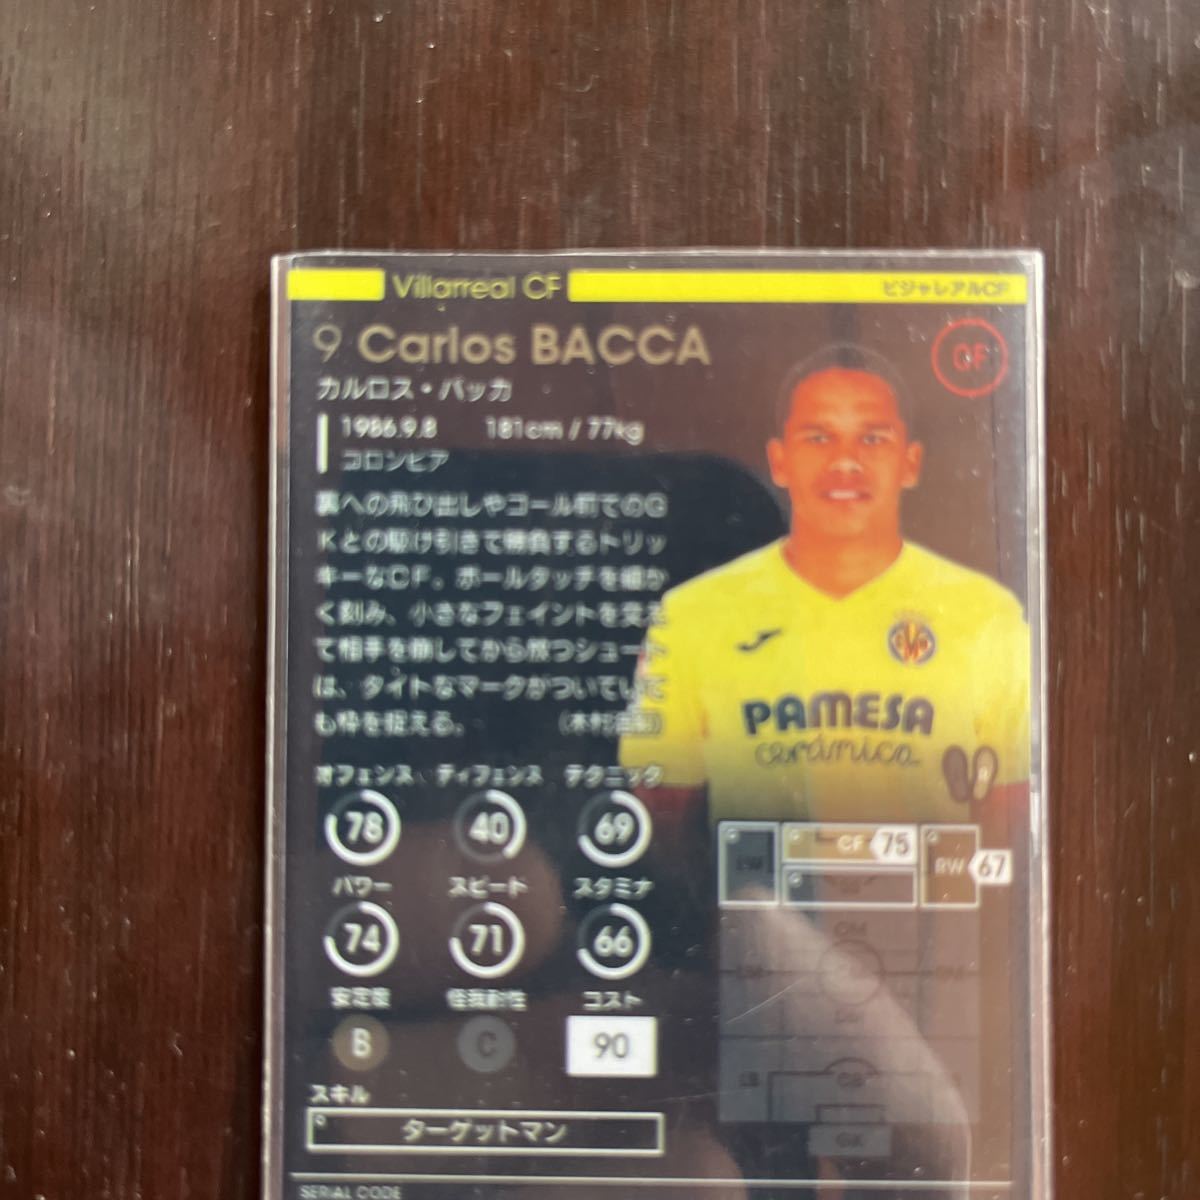 Villarreal CF ビジャレアルCF
9 Carlos BACCA
CF
カルロス・バッカ
1986.9.8 181cm / 77kg
コロンビア
裏への飛び出しやゴール前でのG
Kとの駆け引きで勝負するトリッ
キーなCF。ボールタッチを細か
く刻み、小さなフェイントを交え
て相手を崩してから放つシュート
は、タイトなマークがついていて
も枠を捉える。
PAMESA
cerámica
オフェンス ディフェンス テクニック
78 40 69
パワー スピード スタミナ
74 71 66
安定度 怪我耐性 コスト
B C 90
スキル
ターゲットマン
LW CF 75 RW 67
OM
CB
GK
SERIAL CODE